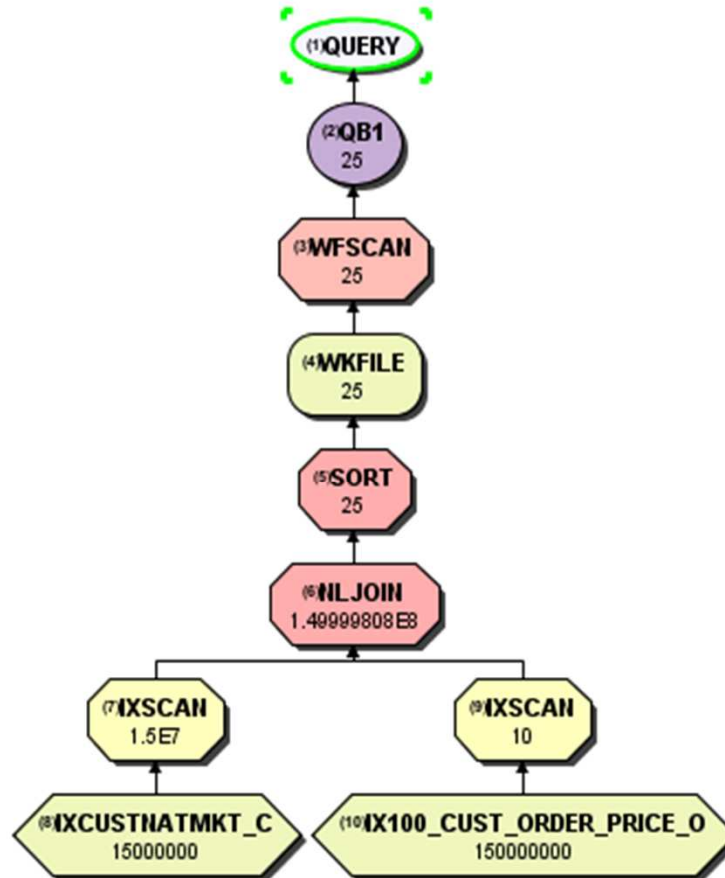 (1)QUERY
(2)QB1
25
(3)WFSCAN
25
(4)WKFILE
25
(5)SORT
25
(6)NLJOIN
1.49999808E8
(7)IXSCAN
1.5E7
(9)IXSCAN
10
(8)IXCUSTNATMKT_C
15000000
(10)IX100_CUST_ORDER_PRICE_O
150000000